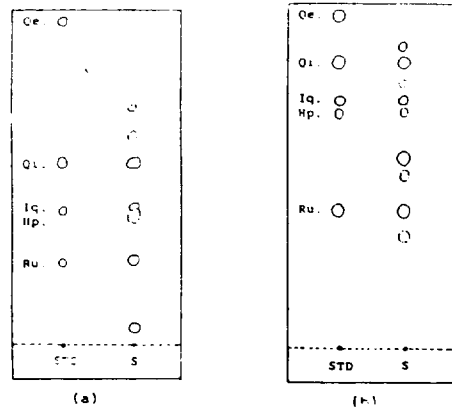 Qe.
Qi.
Iq.
Hp.
Ru.
STD S
(a)
Qe.
Qi.
Iq.
Hp.
Ru.
STD S
(b)